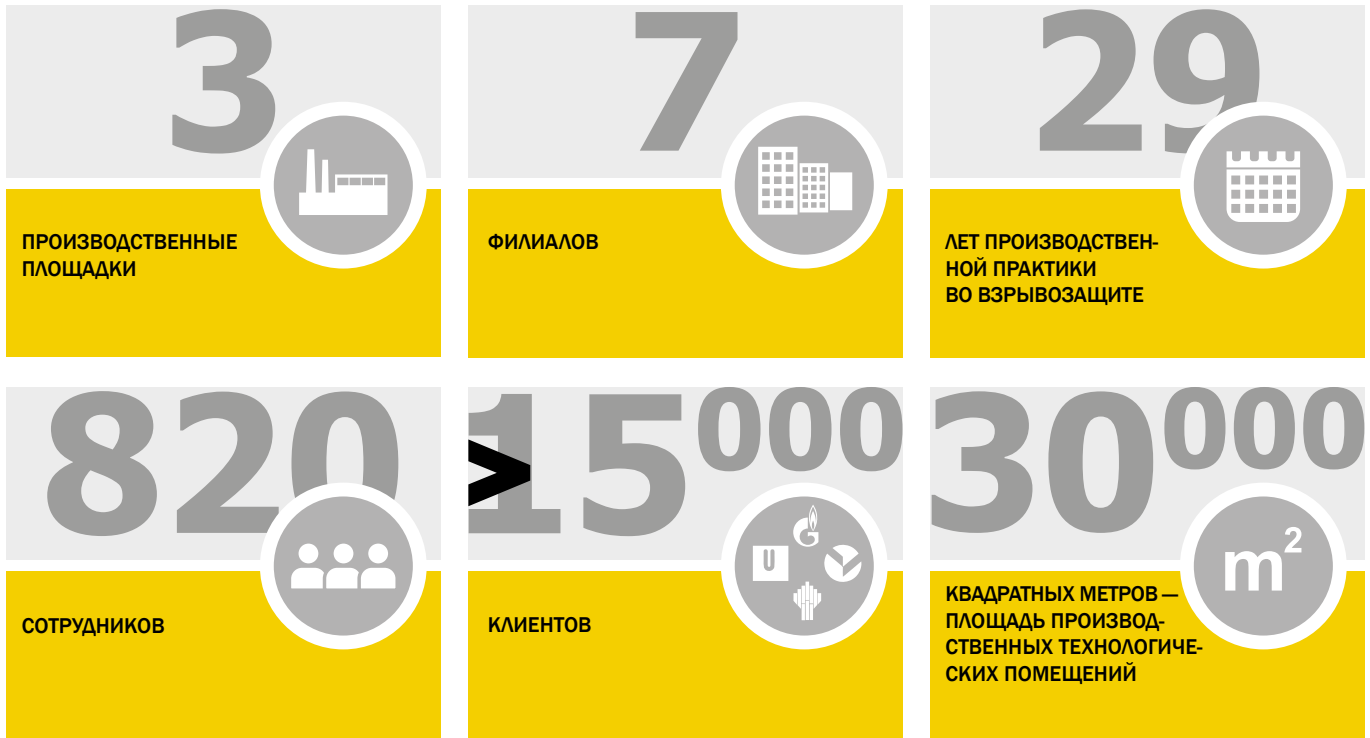 3
ПРОИЗВОДСТВЕННЫЕ
ПЛОЩАДКИ
7
ФИЛИАЛОВ
29
ЛЕТ ПРОИЗВОДСТВЕН-
НОЙ ПРАКТИКИ
ВО ВЗРЫВОЗАЩИТЕ
820
СОТРУДНИКОВ
>15000
U
G
КЛИЕНТОВ
30000
m²
КВАДРАТНЫХ МЕТРОВ —
ПЛОЩАДЬ ПРОИЗВОД-
СТВЕННЫХ ТЕХНОЛОГИЧЕ-
СКИХ ПОМЕЩЕНИЙ